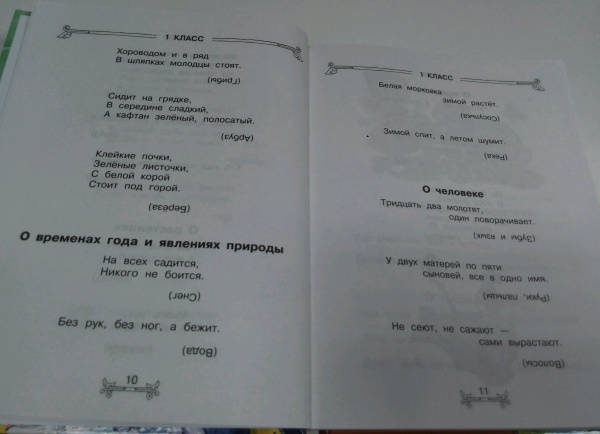 1 КЛАСС
Хороводом и в ряд
В шляпках молодцы стоят.
(Грибы)
Сидит на грядке,
В середине сладкий,
А кафтан зелёный, полосатый.
(Арбуз)
Клейкие почки,
Зелёные листочки,
С белой корой
Стоит под горой.
(Берёза)
О временах года и явлениях природы
На всех садится,
Никого не боится.
(Снег)
Без рук, без ног, а бежит.
(Вода)
10
1 КЛАСС
Белая морковка
зимой растёт.
(Сосулька)
Зимой спит, а летом шумит.
(Река)
О человеке
Тридцать два молотят,
один поворачивает.
(Зубы и язык)
У двух матерей по пяти
сыновей, все в одно имя.
(Руки, пальцы)
Не сеют, не сажают —
сами вырастают.
(Волосы)
11